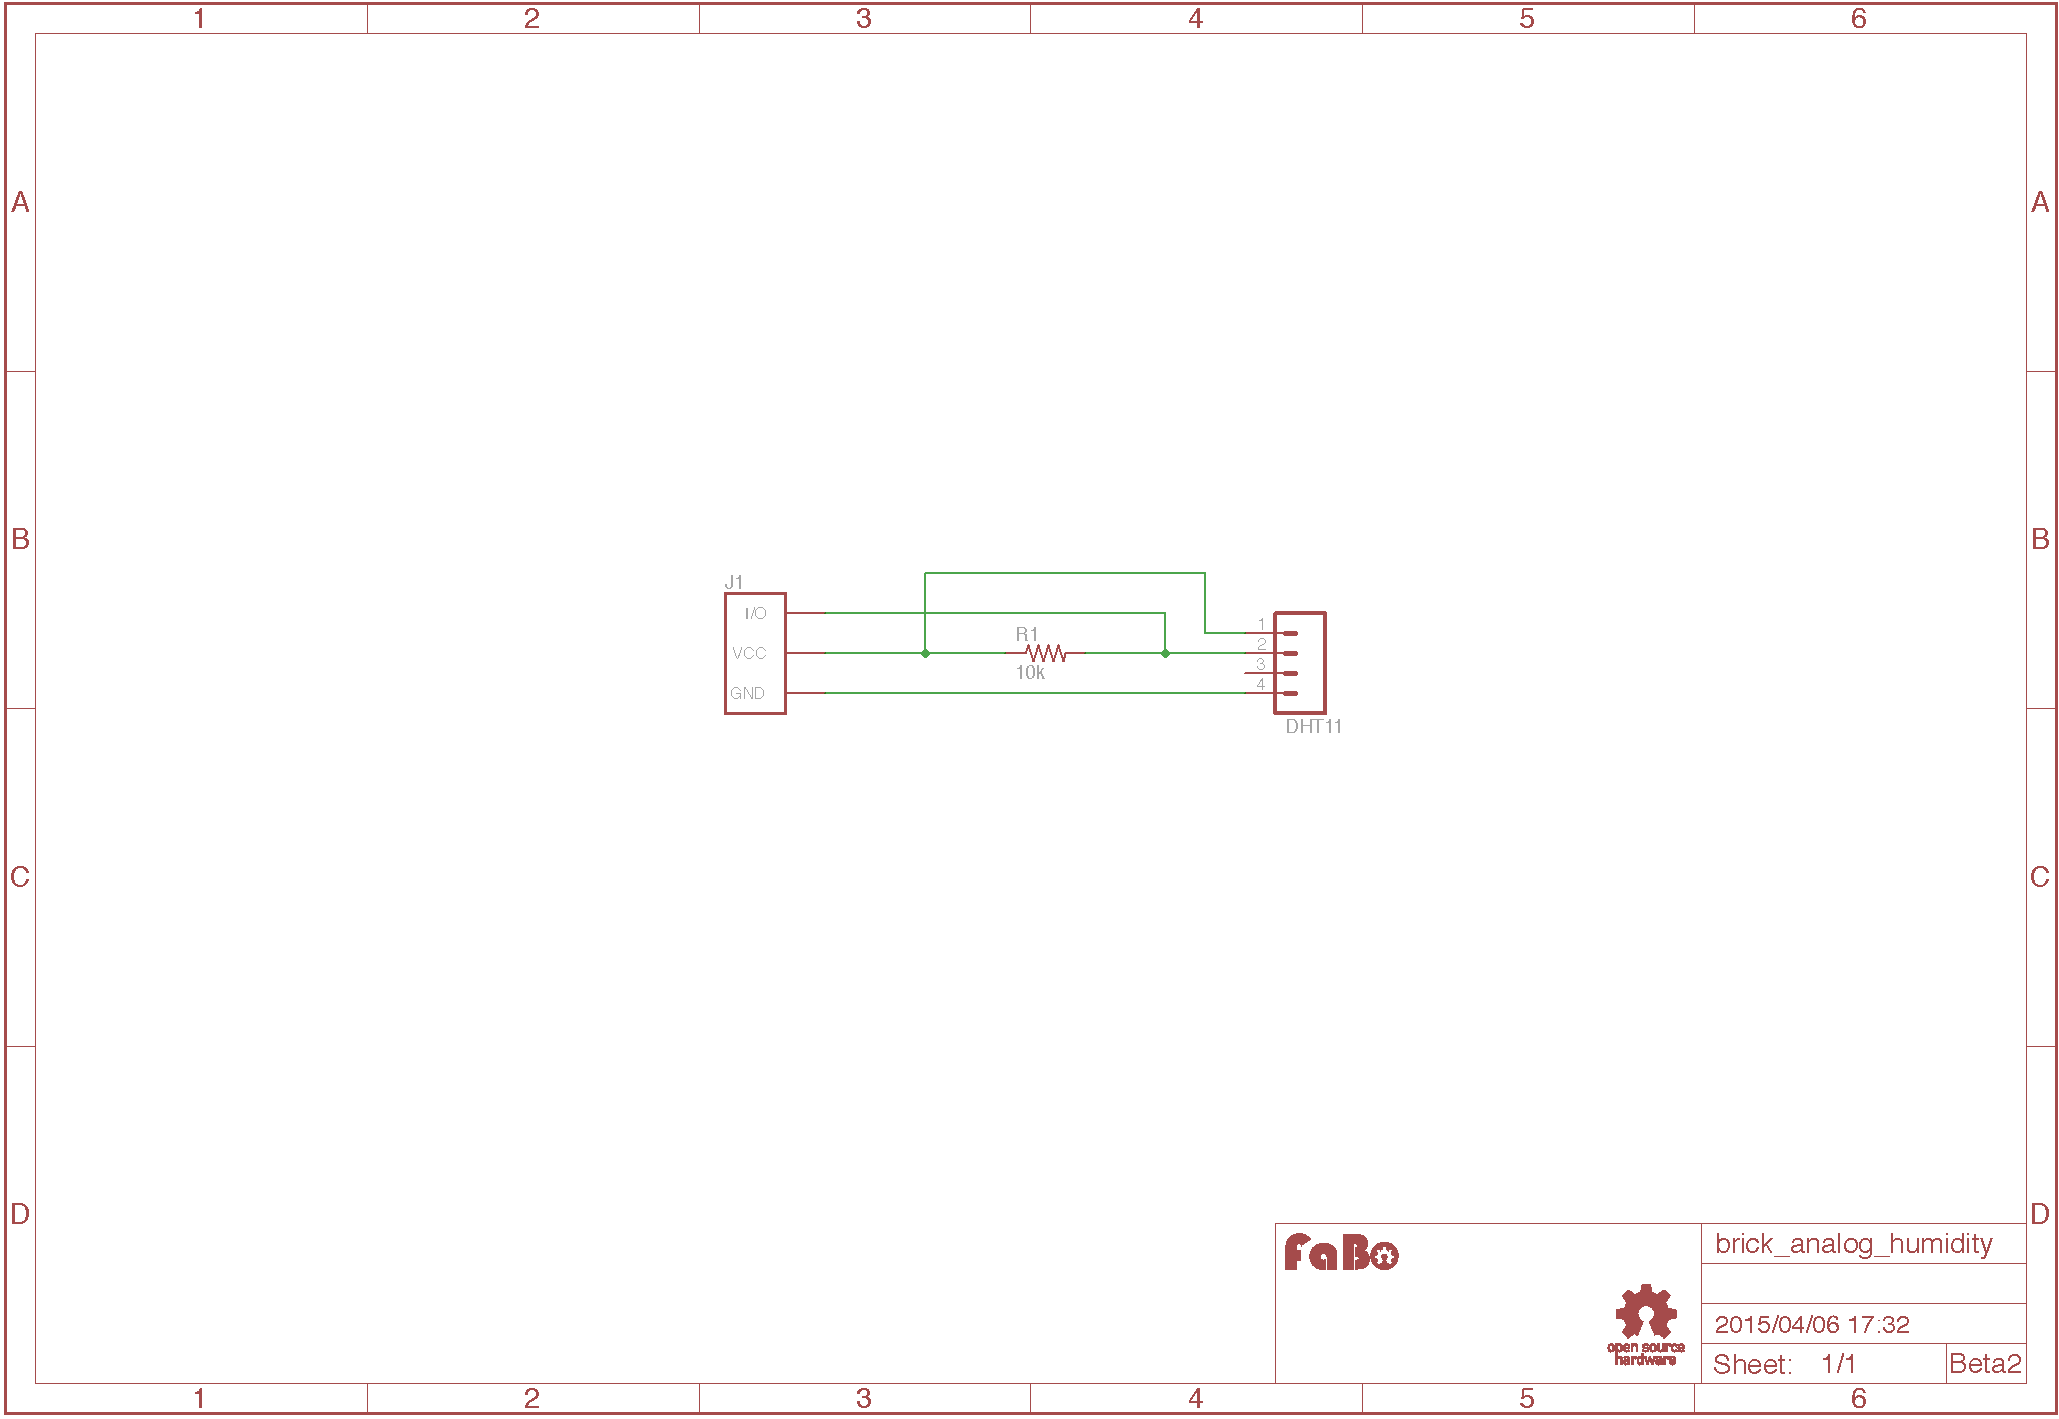 1 2 3 4 5 6
A A
B B
J1
I/O
VCC
GND
R1
10k
1
2
3
4
DHT11
C C
D D
FaBo
brick_analog_humidity
open source
hardware
2015/04/06 17:32
Sheet: 1/1 Beta2
1 2 3 4 5 6